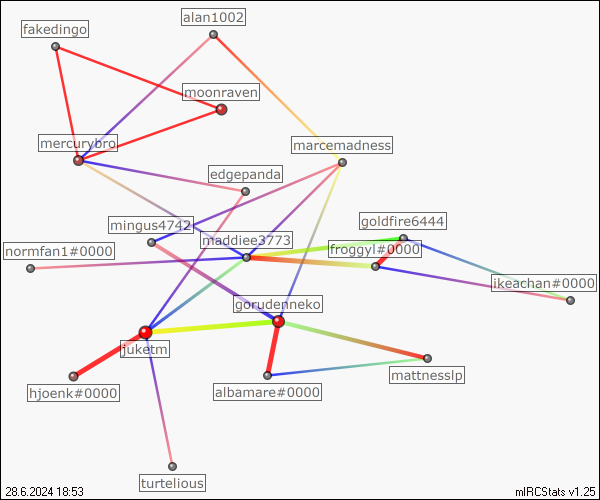 alan1002
fakedingo
moonraven
mercurybro
marcemadness
edgepanda
goldfire6444
mingus4742
maddiee3773
froggyl#0000
normfan1#0000
ikeachan#0000
gorudenneko
juketm
mattnesslp
hjoenk#0000
albamare#0000
turtelious
28.6.2024 18:53
mIRCStats v1.25